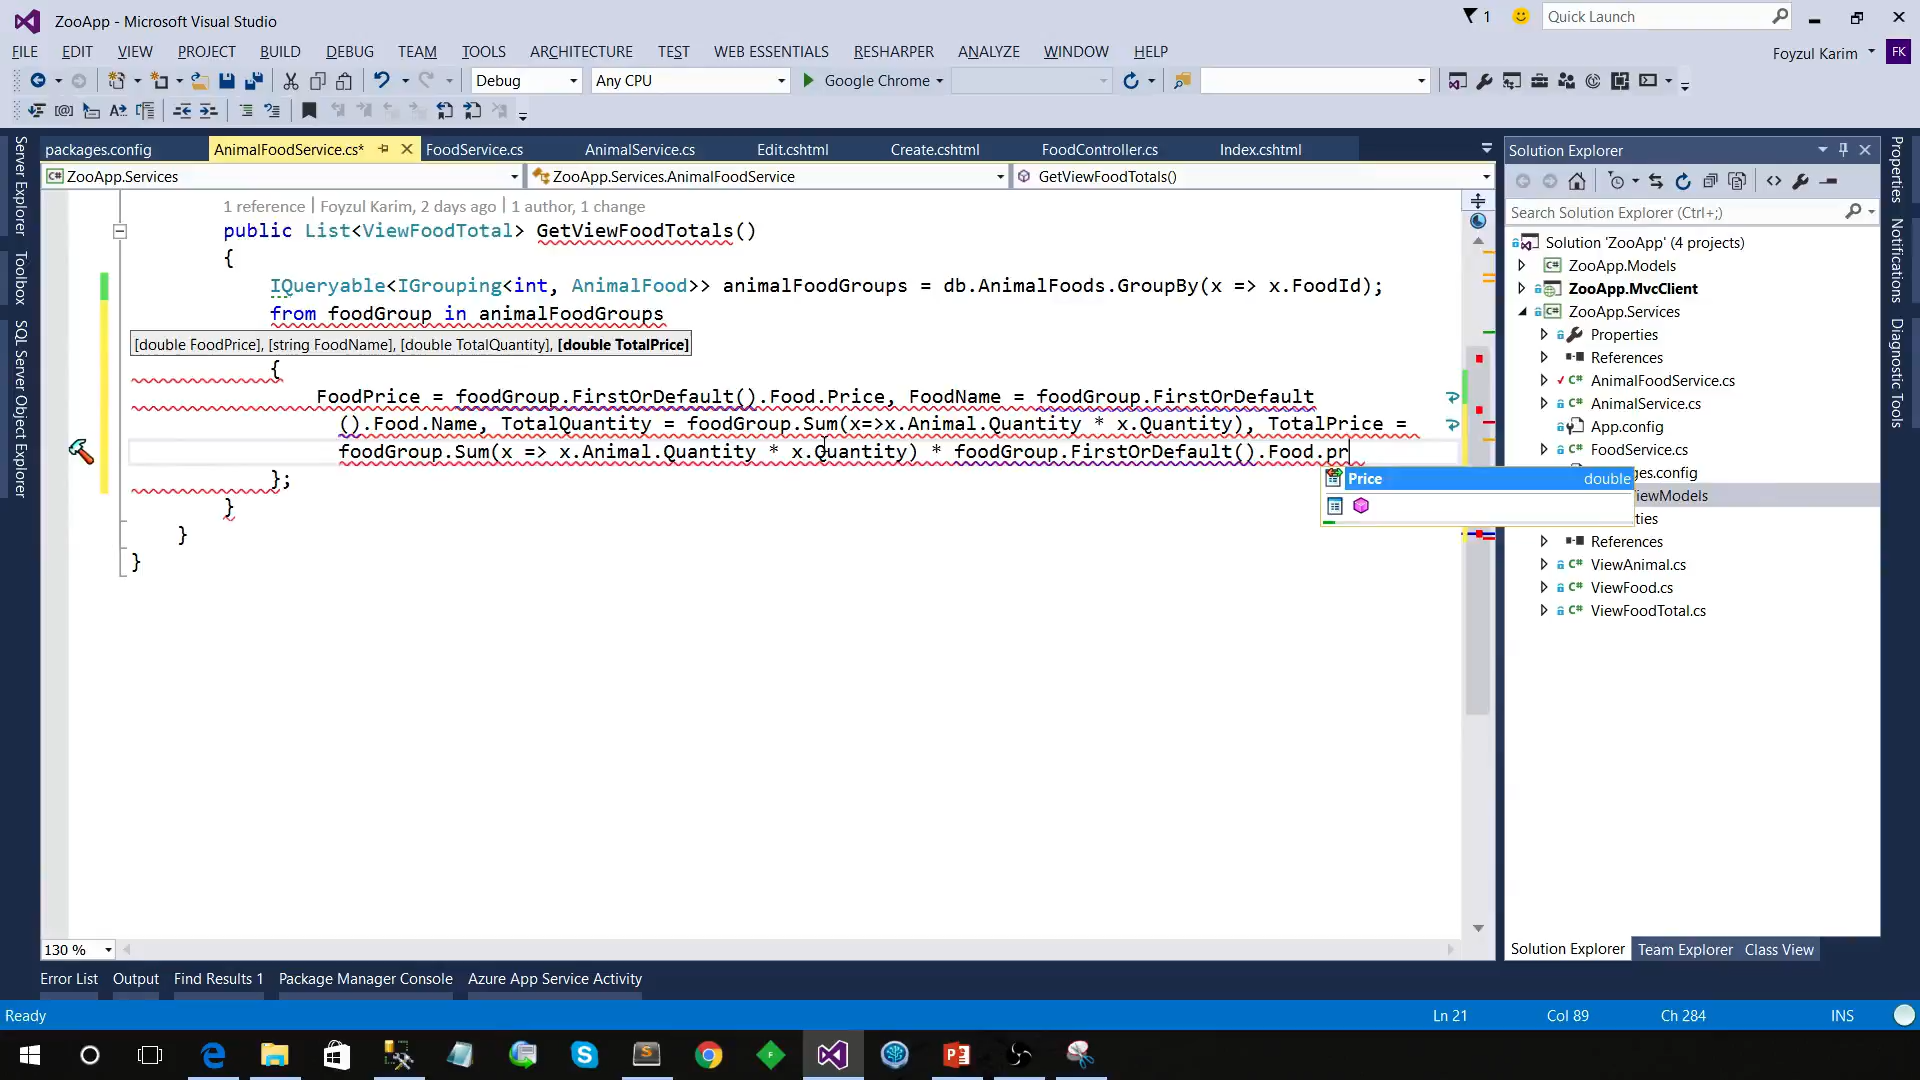 ZooApp - Microsoft Visual Studio
1
Quick Launch
FILE EDIT VIEW PROJECT BUILD DEBUG TEAM TOOLS ARCHITECTURE TEST WEB ESSENTIALS RESHARPER ANALYZE WINDOW HELP
Foyzul Karim FK
Debug Any CPU Google Chrome
packages.config AnimalFoodService.cs* FoodService.cs AnimalService.cs Edit.cshtml Create.cshtml FoodController.cs Index.cshtml
ZooApp.Services ZooApp.Services.AnimalFoodService GetViewFoodTotals()
1 reference | Foyzul Karim, 2 days ago | 1 author, 1 change
public List<ViewFoodTotal> GetViewFoodTotals()
{
IQueryable<IGrouping<int, AnimalFood>> animalFoodGroups = db.AnimalFoods.GroupBy(x => x.FoodId);
from foodGroup in animalFoodGroups
[double FoodPrice], [string FoodName], [double TotalQuantity], [double TotalPrice]
{
FoodPrice = foodGroup.FirstOrDefault().Food.Price, FoodName = foodGroup.FirstOrDefault
().Food.Name, TotalQuantity = foodGroup.Sum(x=>x.Animal.Quantity * x.Quantity), TotalPrice =
foodGroup.Sum(x => x.Animal.Quantity * x.Quantity) * foodGroup.FirstOrDefault().Food.pr
Price double
};
}
}
}
130 %
Server Explorer
Toolbox
SQL Server Object Explorer
Solution Explorer
Search Solution Explorer (Ctrl+;)
Solution 'ZooApp' (4 projects)
ZooApp.Models
ZooApp.MvcClient
ZooApp.Services
Properties
References
AnimalFoodService.cs
AnimalService.cs
App.config
FoodService.cs
es.config
iewModels
ties
References
ViewAnimal.cs
ViewFood.cs
ViewFoodTotal.cs
Solution Explorer Team Explorer Class View
Properties
Notifications
Diagnostic Tools
Error List Output Find Results 1 Package Manager Console Azure App Service Activity
Ready Ln 21 Col 89 Ch 284 INS